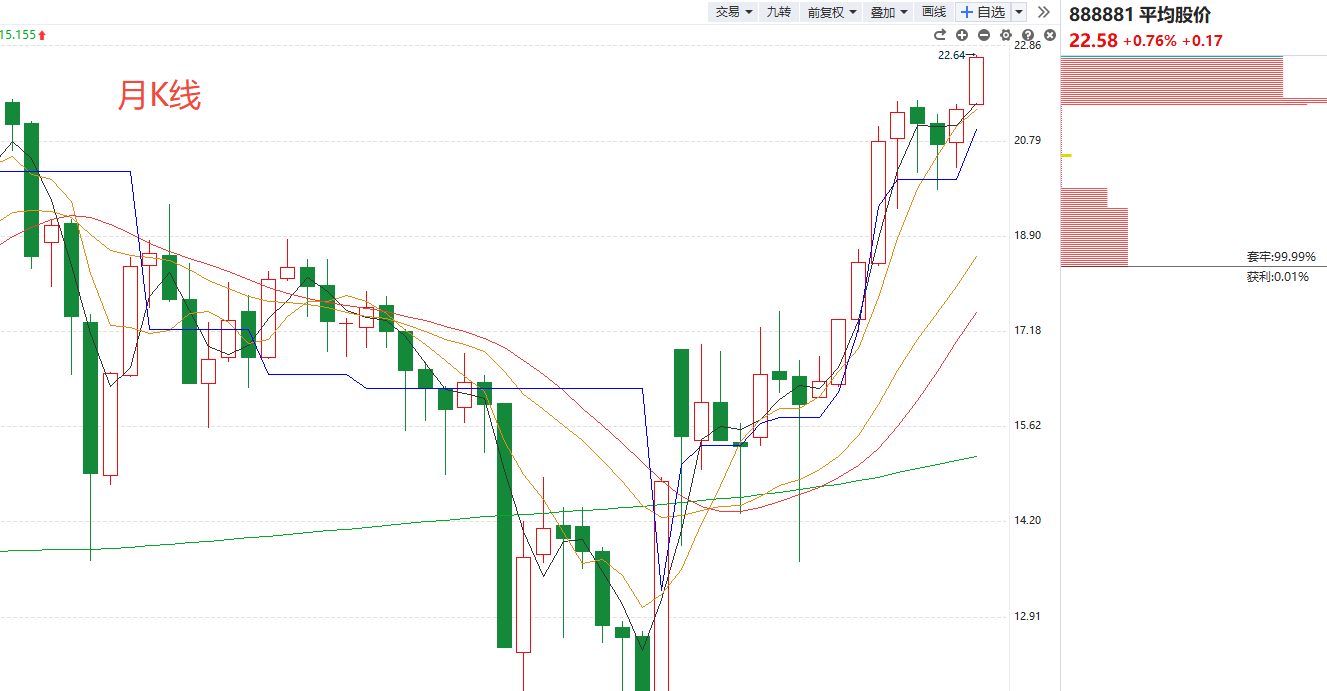 交易 九转 前复权 叠加 画线 自选
888881 平均股价
22.58 +0.76% +0.17
15.155
月K线
22.64
22.86
20.79
18.90
17.18
15.62
14.20
12.91
套牢:99.99%
获利:0.01%